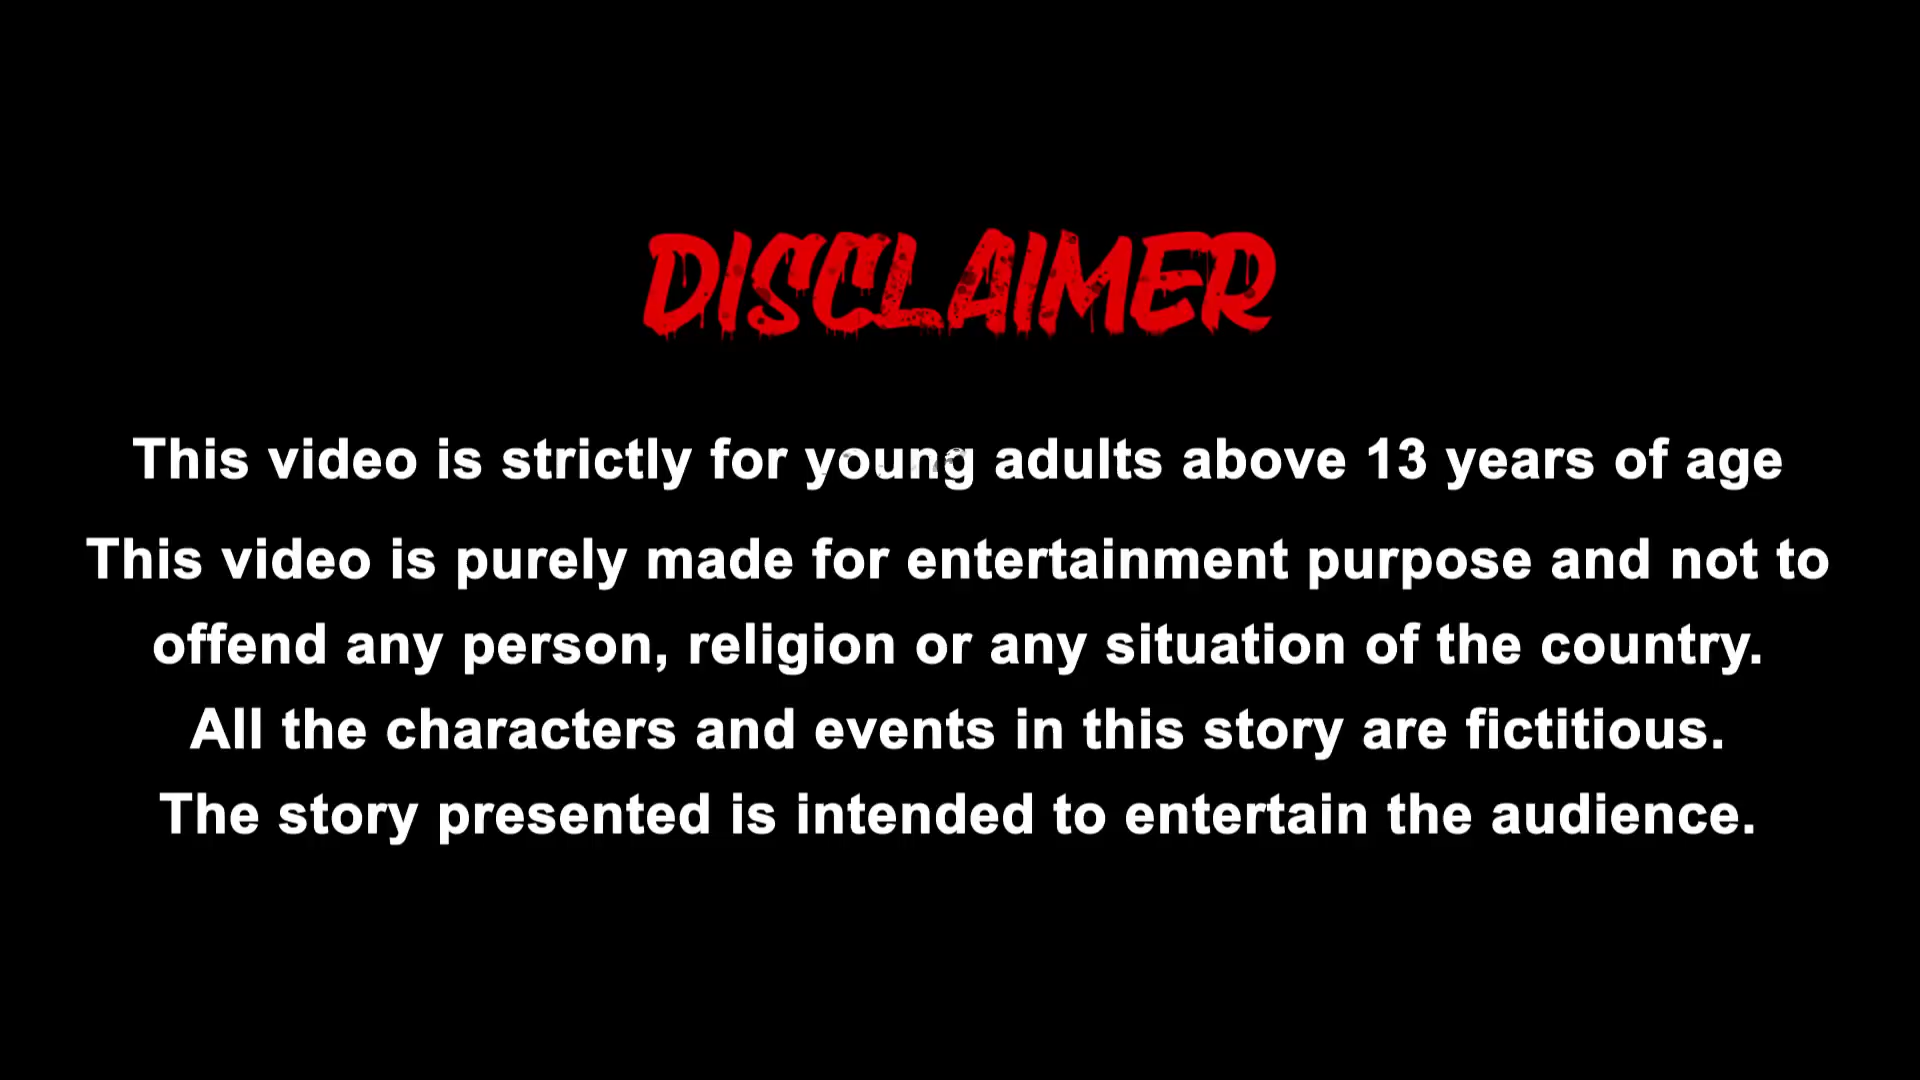 DISCLAIMER
This video is strictly for young adults above 13 years of age
This video is purely made for entertainment purpose and not to
offend any person, religion or any situation of the country.
All the characters and events in this story are fictitious.
The story presented is intended to entertain the audience.